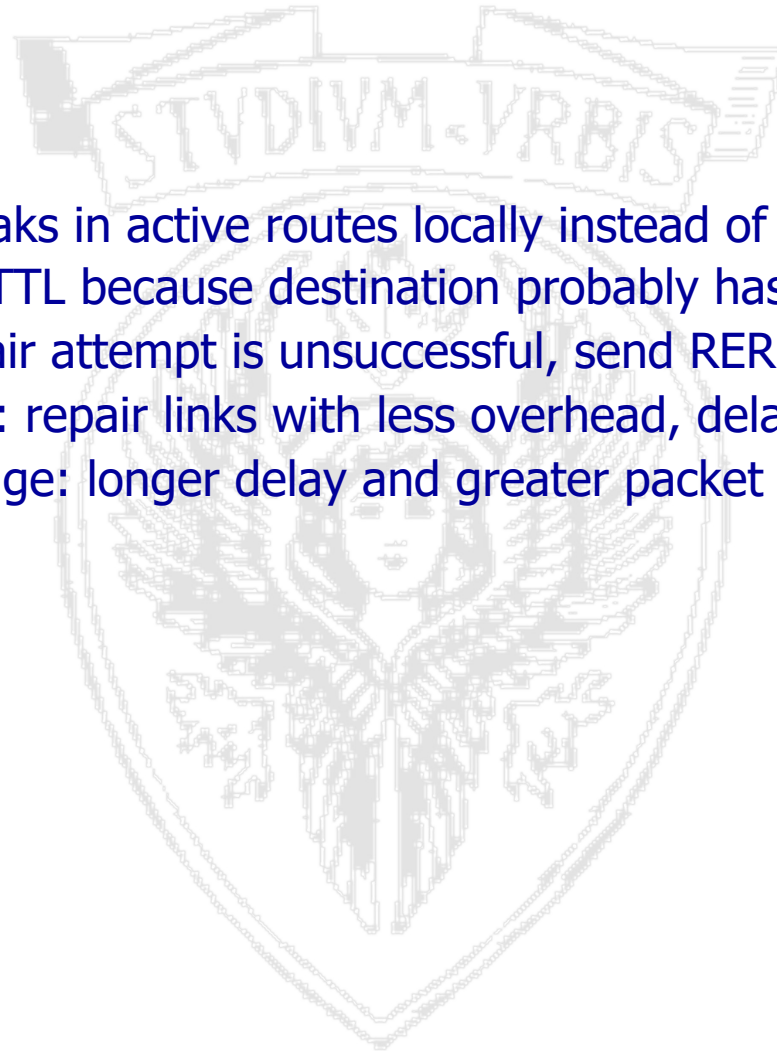 STVDIVM VRBIS
aks in active routes locally instead of
TTL because destination probably has
air attempt is unsuccessful, send RER
: repair links with less overhead, dela
ge: longer delay and greater packet